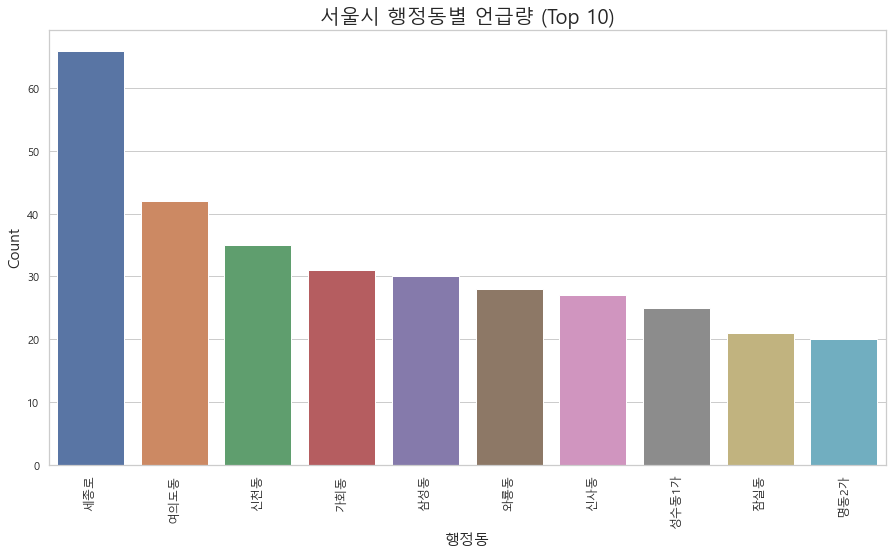 서울시 행정동별 언급량 (Top 10)
Count
60
50
40
30
20
10
0
세종로
여의도동
신천동
가회동
삼성동
와룡동
신사동
성수동1가
잠실동
명동2가
행정동